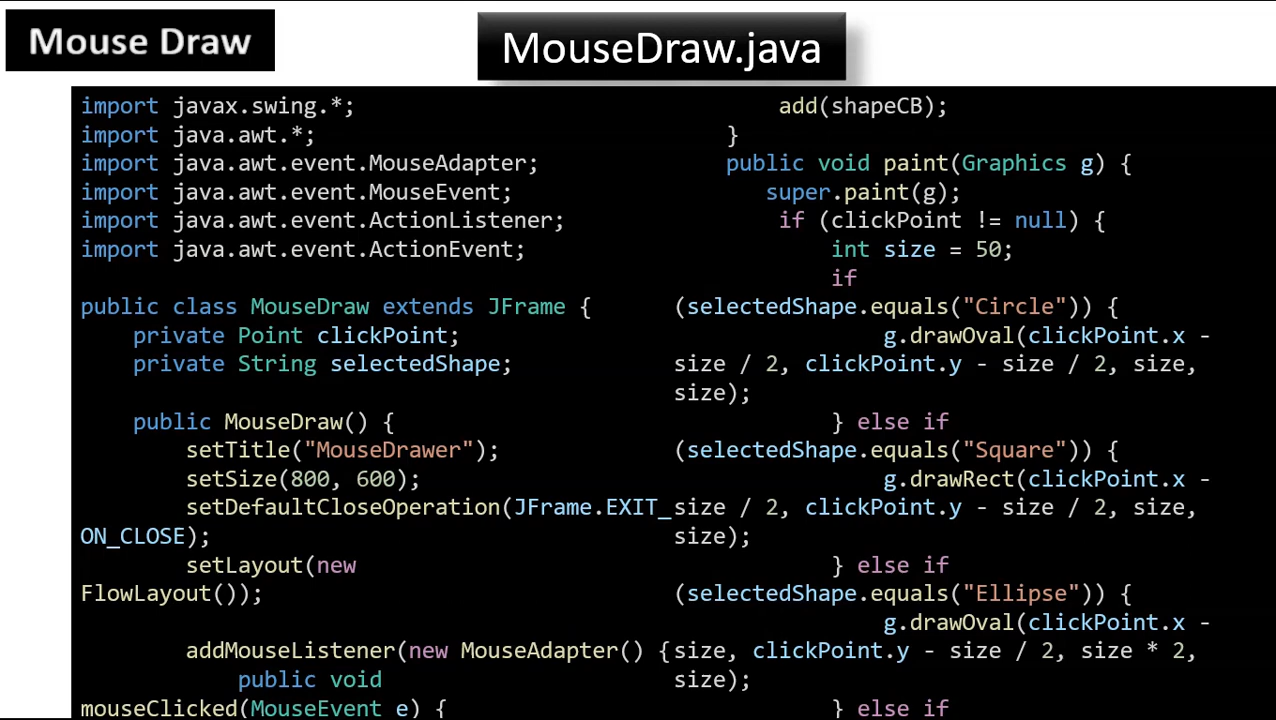 Mouse Draw
MouseDraw.java
import javax.swing.*;
import java.awt.*;
import java.awt.event.MouseAdapter;
import java.awt.event.MouseEvent;
import java.awt.event.ActionListener;
import java.awt.event.ActionEvent;
public class MouseDraw extends JFrame {
private Point clickPoint;
private String selectedShape;
public MouseDraw() {
setTitle("MouseDrawer");
setSize(800, 600);
setDefaultCloseOperation(JFrame.EXIT_
ON_CLOSE);
setLayout(new
FlowLayout());
addMouseListener(new MouseAdapter() {
public void
mouseClicked(MouseEvent e) {
add(shapeCB);
}
public void paint(Graphics g) {
super.paint(g);
if (clickPoint != null) {
int size = 50;
if
(selectedShape.equals("Circle")) {
g.drawOval(clickPoint.x -
size / 2, clickPoint.y - size / 2, size,
size);
} else if
(selectedShape.equals("Square")) {
g.drawRect(clickPoint.x -
size / 2, clickPoint.y - size / 2, size,
size);
} else if
(selectedShape.equals("Ellipse")) {
g.drawOval(clickPoint.x -
size, clickPoint.y - size / 2, size * 2,
size);
} else if